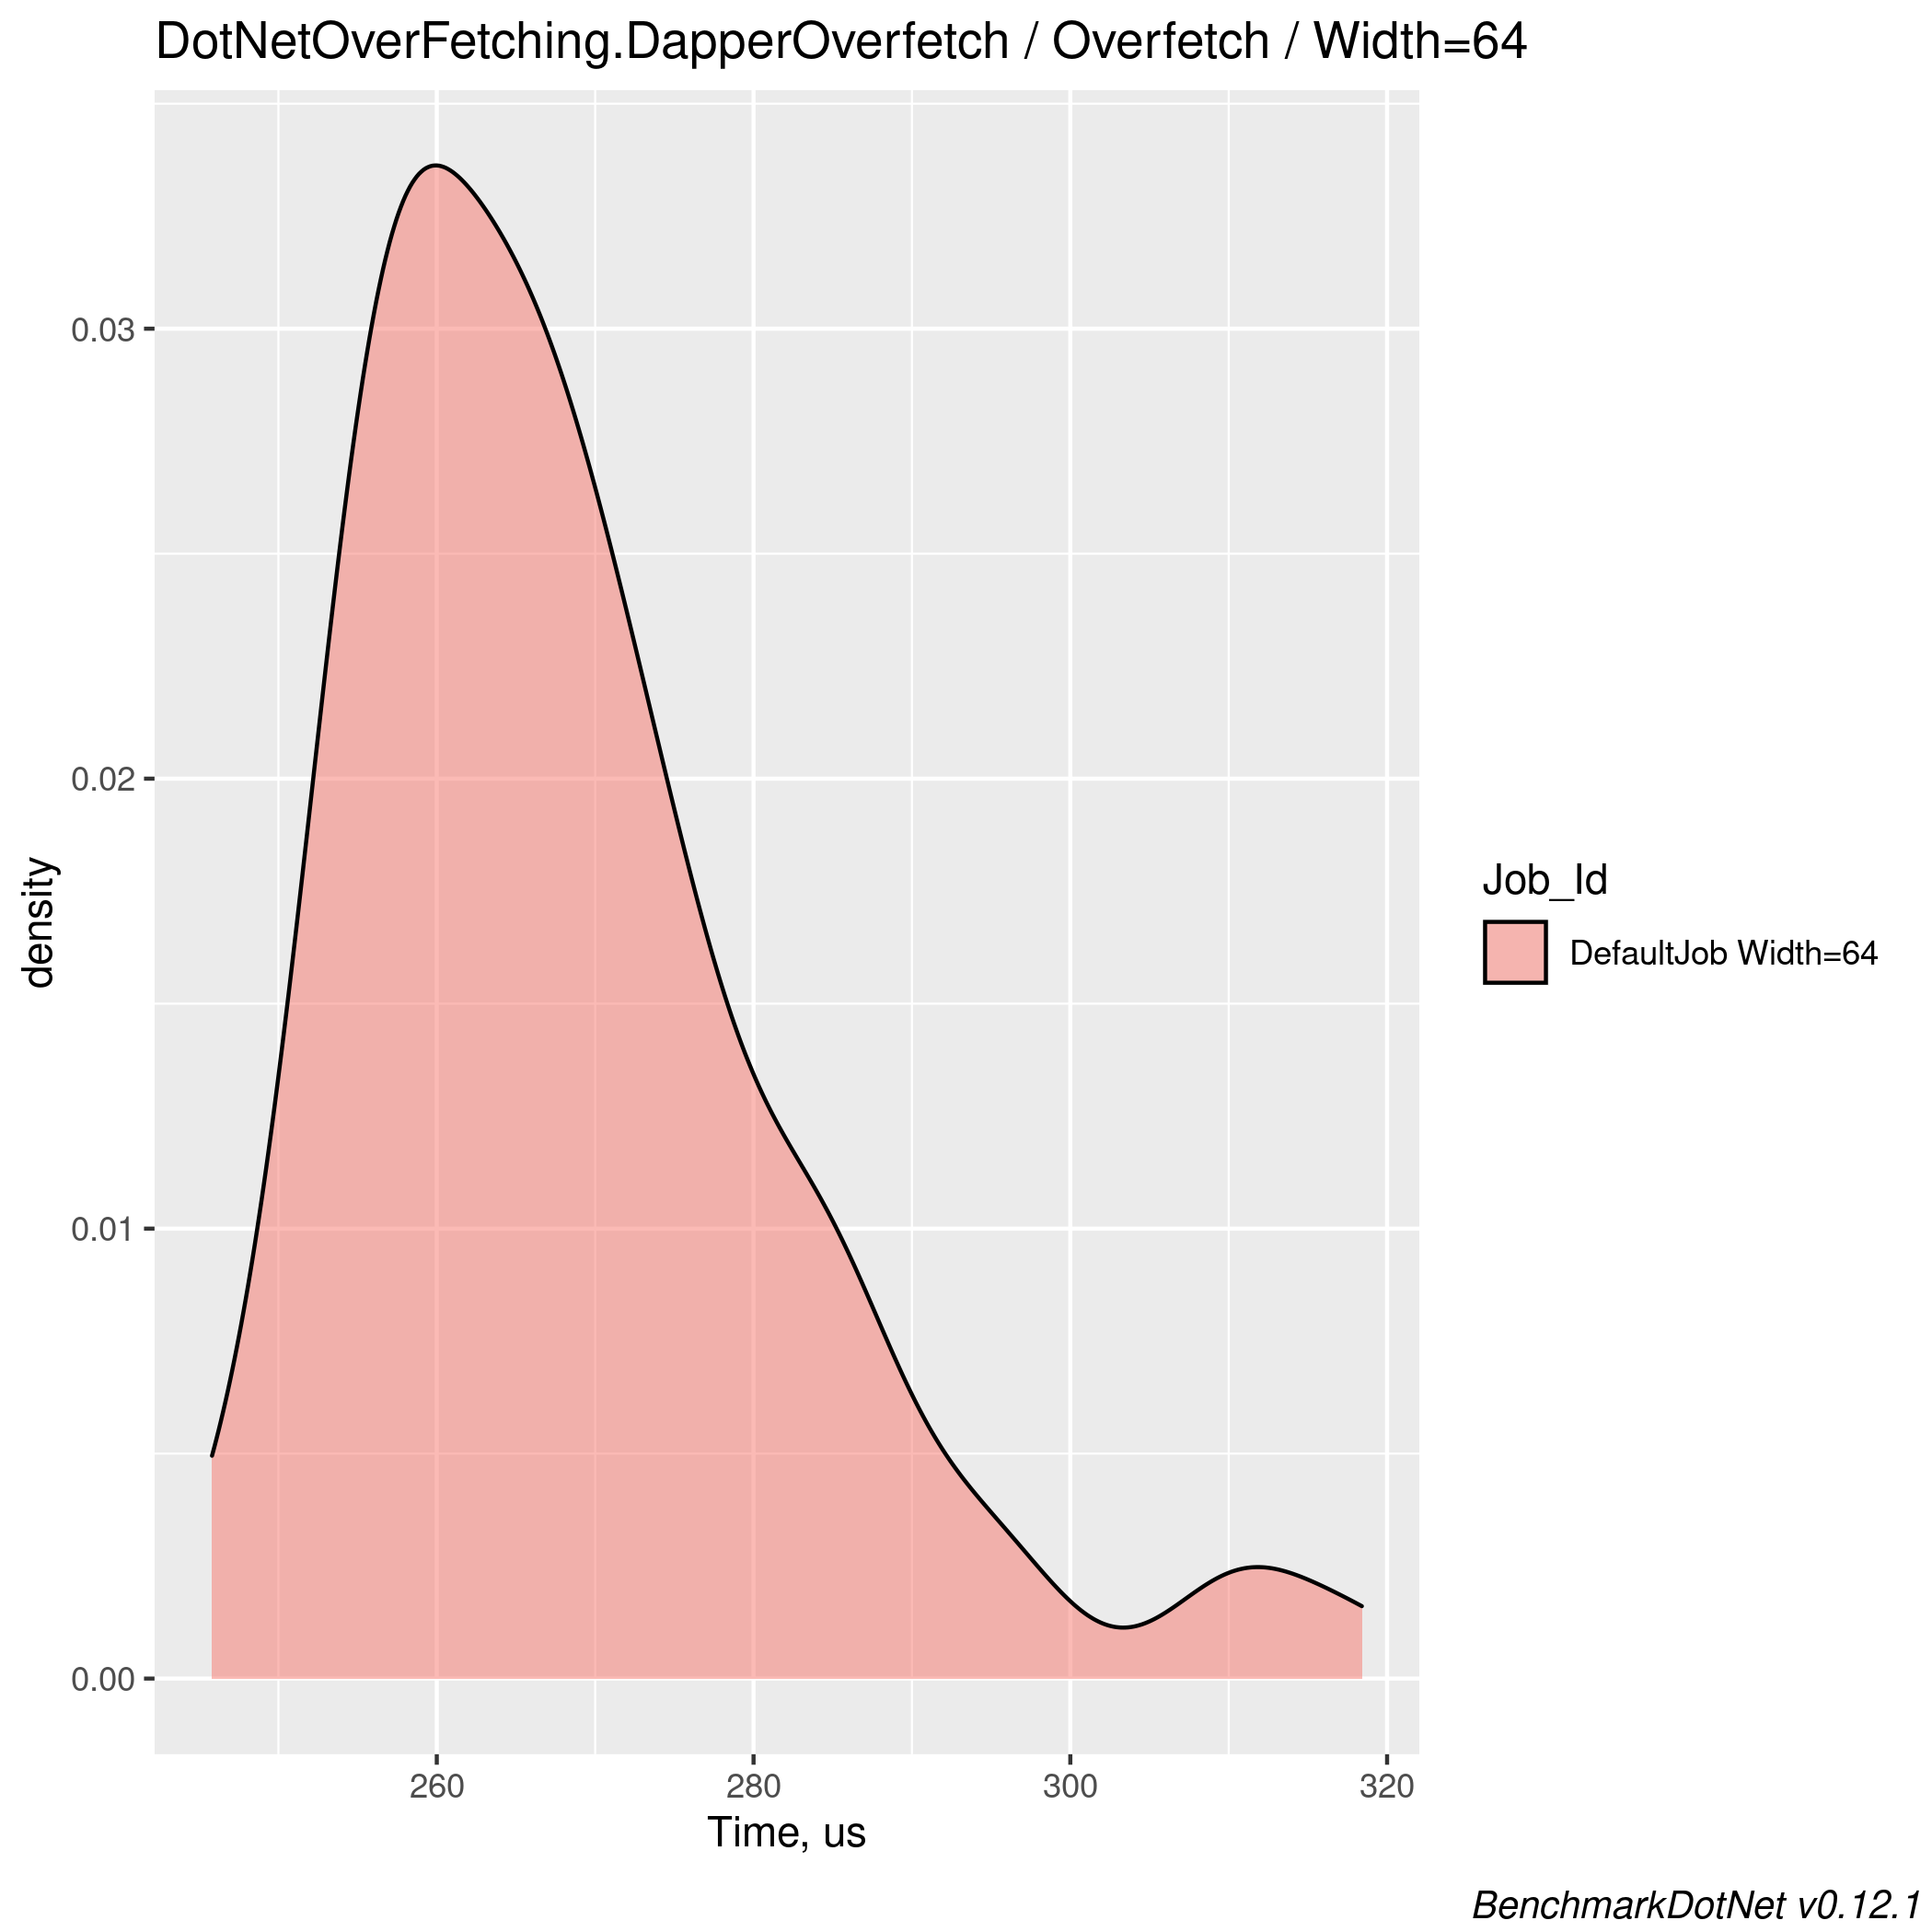 DotNetOverFetching.DapperOverfetch / Overfetch / Width=64
0.03
0.02
0.01
0.00
density
260 280 300 320
Time, us
Job_Id
DefaultJob Width=64
BenchmarkDotNet v0.12.1